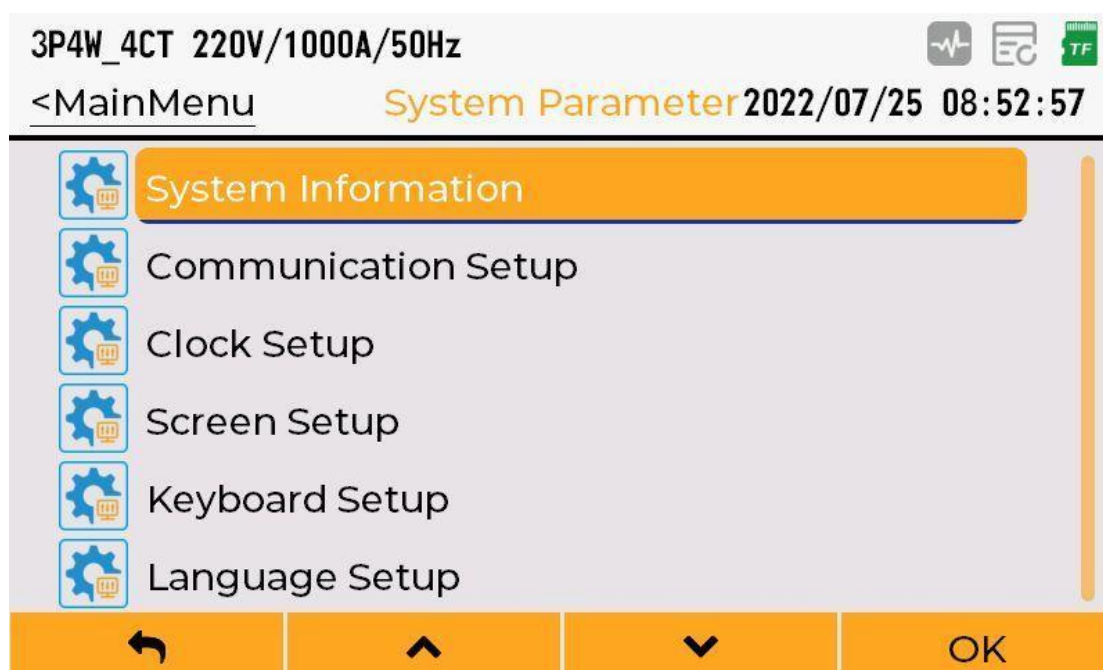 3P4W_4CT 220V/1000A/50Hz
TF
<MainMenu System Parameter 2022/07/25 08:52:57
System Information
Communication Setup
Clock Setup
Screen Setup
Keyboard Setup
Language Setup
OK